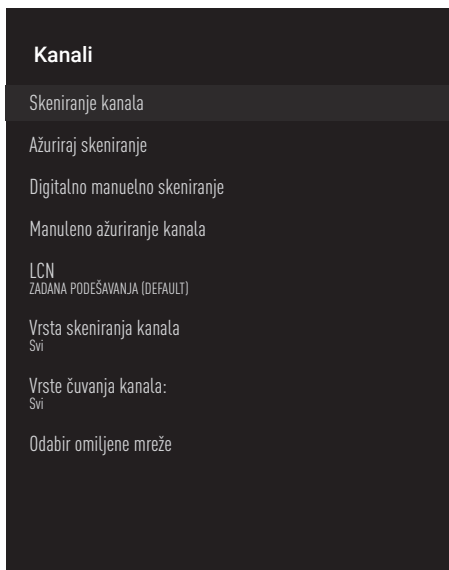 Kanali
Skeniranje kanala
Ažuriraj skeniranje
Digitalno manuelno skeniranje
Manuleno ažuriranje kanala
LCN
ZADANA PODEŠAVANJA (DEFAULT)
Vrsta skeniranja kanala
Svi
Vrste čuvanja kanala:
Svi
Odabir omiljene mreže